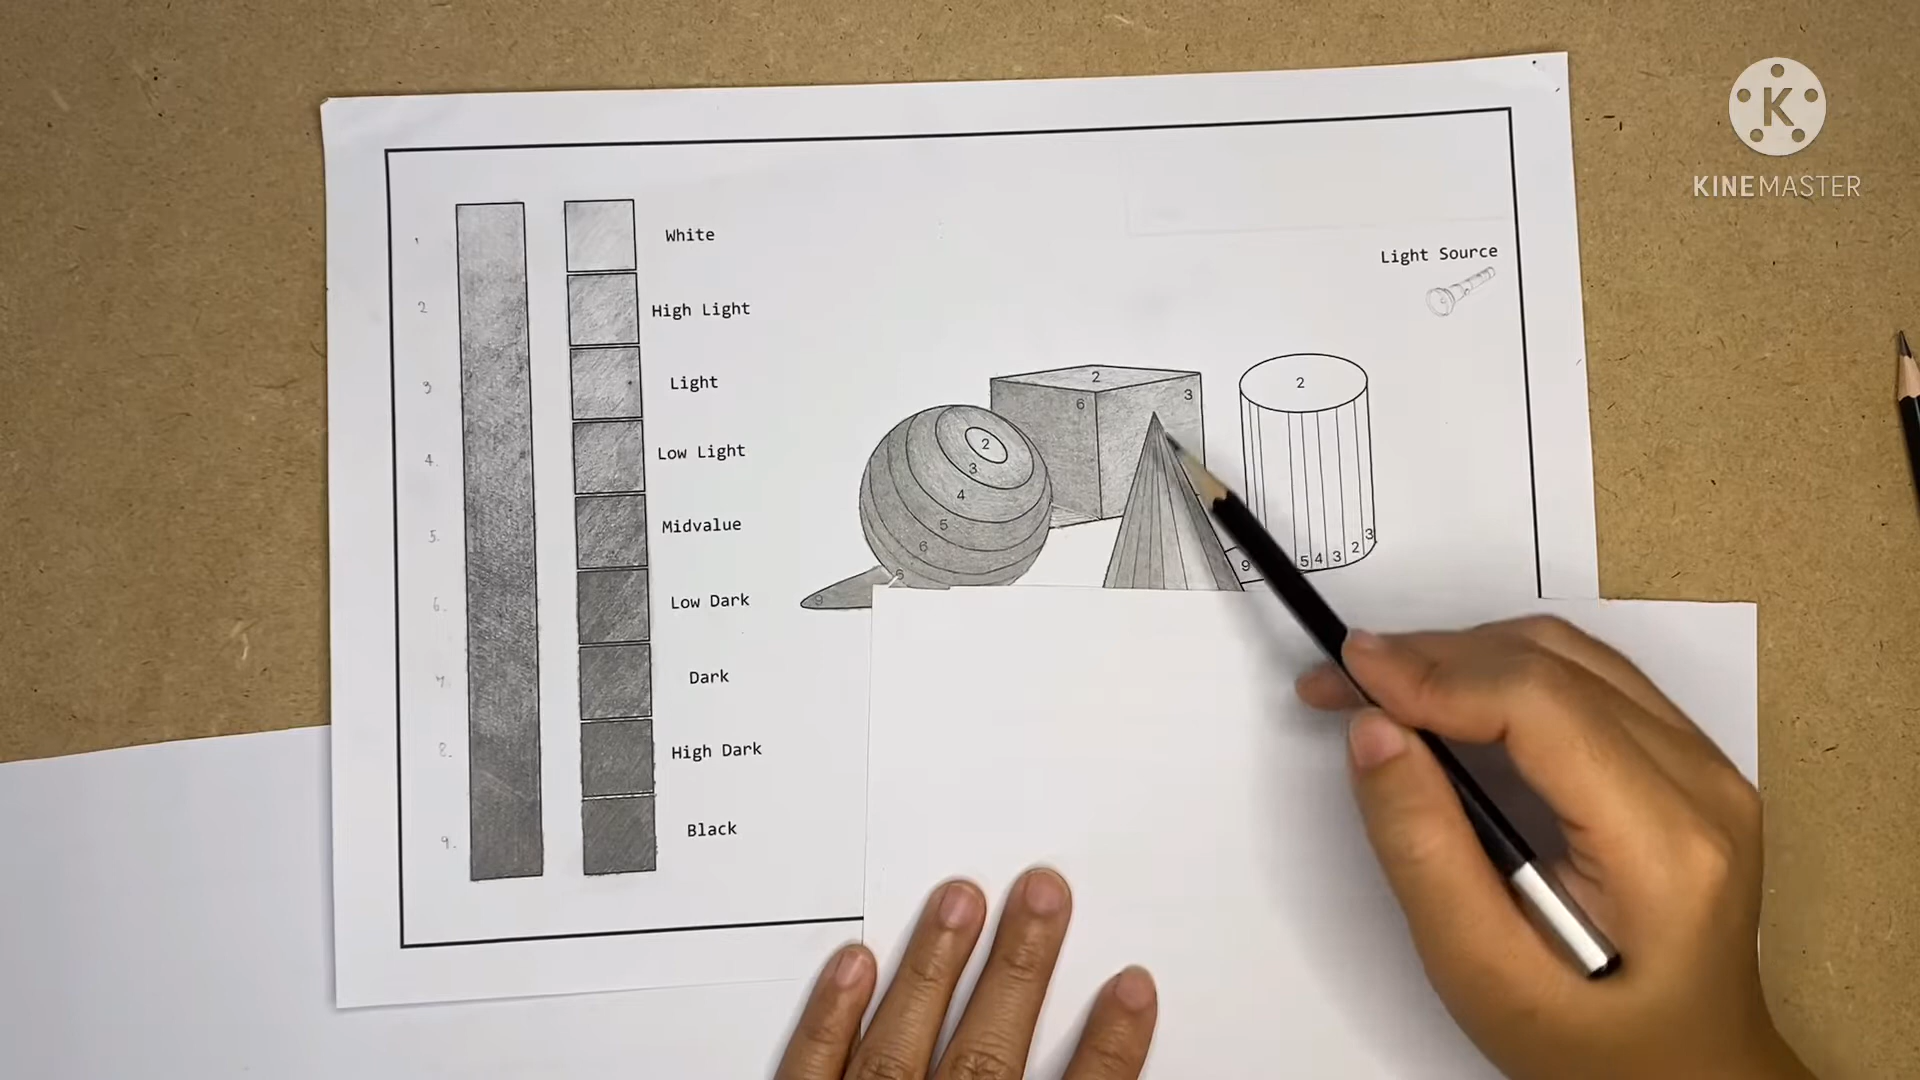 KINEMASTER
Light Source
1
White
2
High Light
3
Light
4.
Low Light
5.
Midvalue
6.
Low Dark
7.
Dark
8.
High Dark
9.
Black
2
6
3
2
3
4
5
6
6
9
2
9
5 4 3 2 3